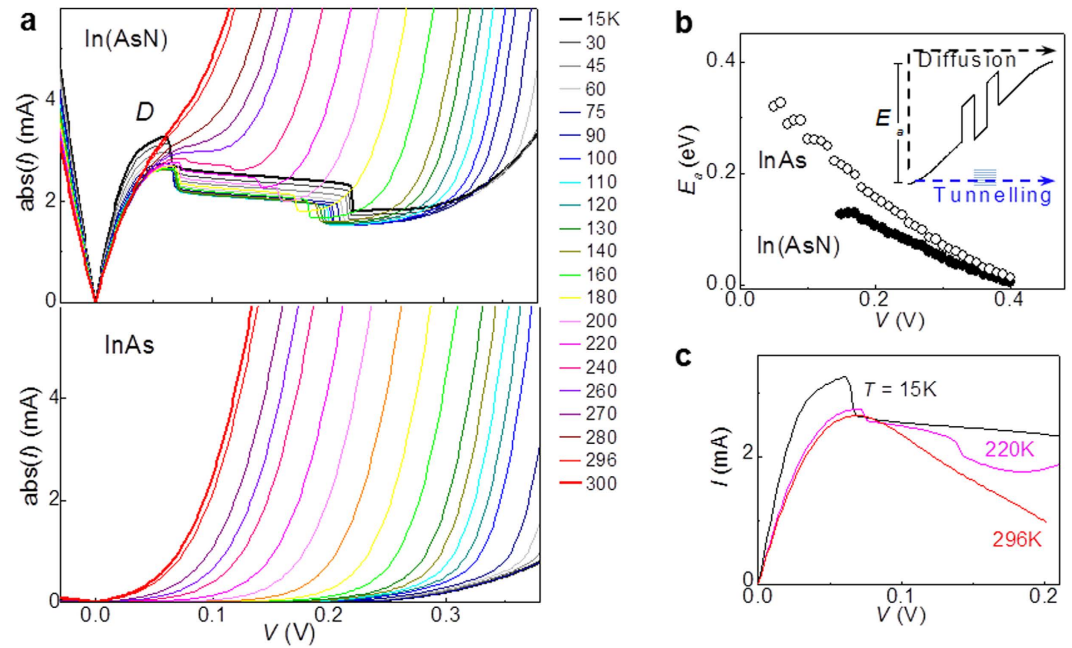 a
In(AsN)
D
abs(I) (mA)
4
2
0
InAs
abs(I) (mA)
4
2
0
0.0
0.1
0.2
0.3
V (V)
15K
30
45
60
75
90
100
110
120
130
140
160
180
200
220
240
260
270
280
296
300
b
0.4
0.2
0.0
E_a (eV)
InAs
In(AsN)
Diffusion
E_a
Tunnelling
0.0
0.2
0.4
V (V)
c
T = 15K
220K
296K
I (mA)
2
0
0.0
0.1
0.2
V (V)